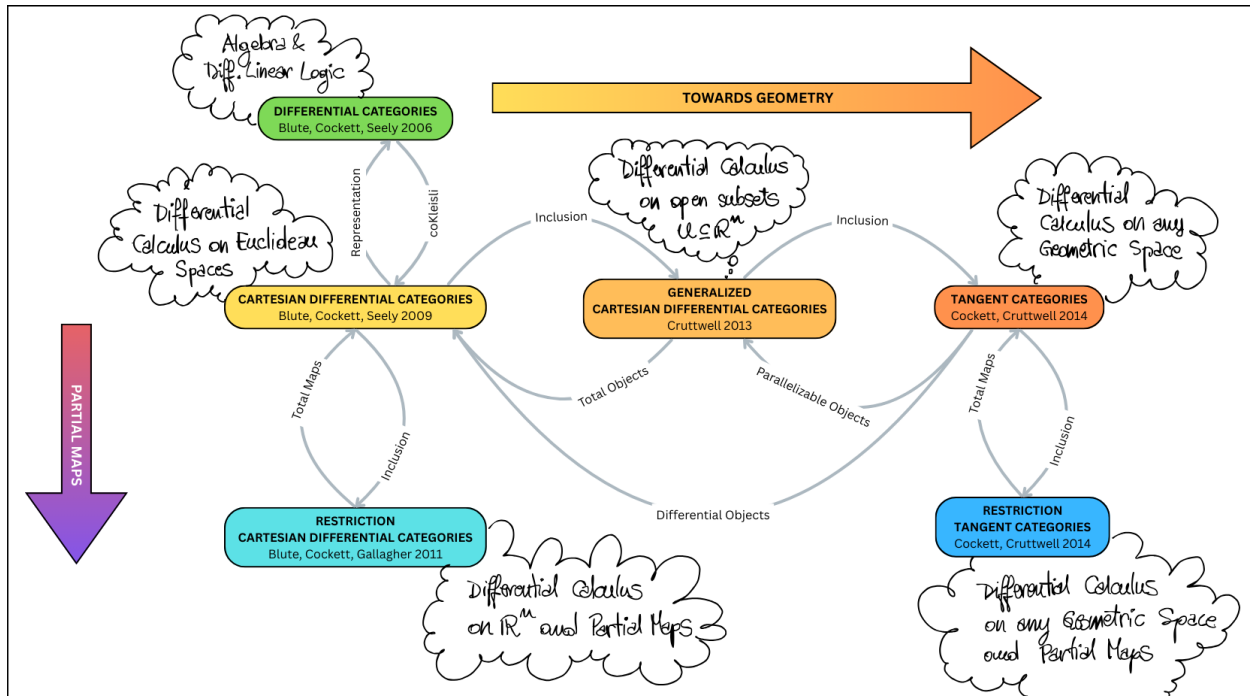 Algebra &
Diff. Linear Logic
DIFFERENTIAL CATEGORIES
Blute, Cockett, Seely 2006
TOWARDS GEOMETRY
Differential
Calculus on Euclidean
Spaces
Representation
coKleisli
Inclusion
Differential Calculus
on open subsets
U ⊆ ℝⁿ
Inclusion
Differential
Calculus on any
Geometric Space
CARTESIAN DIFFERENTIAL CATEGORIES
Blute, Cockett, Seely 2009
GENERALIZED
CARTESIAN DIFFERENTIAL CATEGORIES
Cruttwell 2013
TANGENT CATEGORIES
Cockett, Cruttwell 2014
PARTIAL MAPS
Total Maps
Inclusion
Total Objects
Parallelizable Objects
Total Maps
Inclusion
Differential Objects
RESTRICTION
CARTESIAN DIFFERENTIAL CATEGORIES
Blute, Cockett, Gallagher 2011
RESTRICTION
TANGENT CATEGORIES
Cockett, Cruttwell 2014
Differential Calculus
on ℝⁿ and Partial Maps
Differential Calculus
on any Geometric Space
and Partial Maps